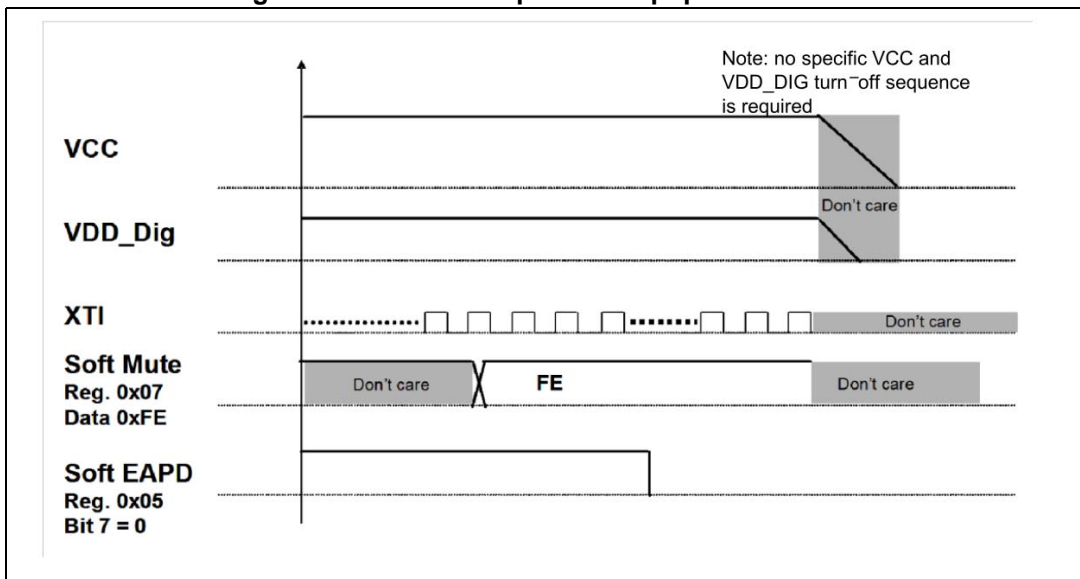 Note: no specific VCC and
VDD_DIG turn–off sequence
is required
VCC
Don't care
VDD_Dig
XTI
Don't care
Soft Mute
Reg. 0x07
Data 0xFE
Don't care
FE
Don't care
Soft EAPD
Reg. 0x05
Bit 7 = 0